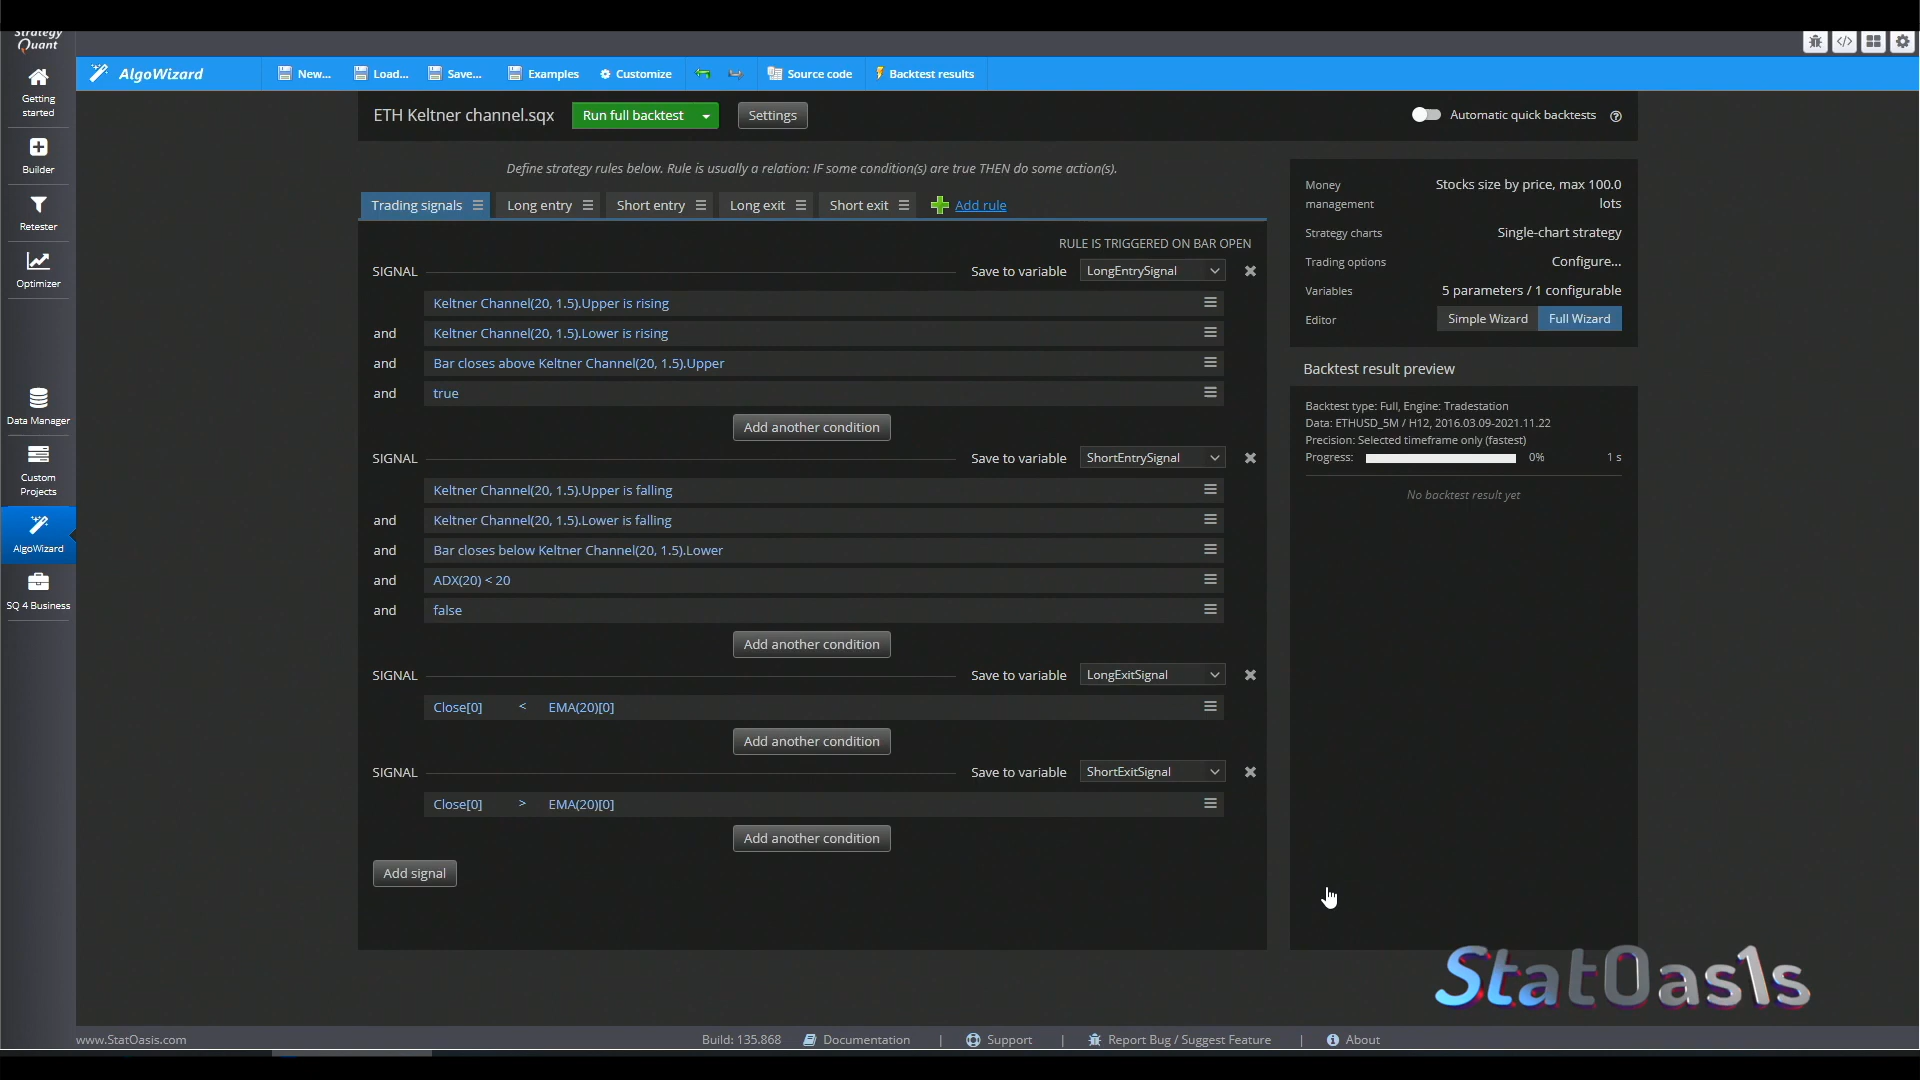 Strategy
Quant
AlgoWizard
New...
Load...
Save...
Examples
Customize
Source code
Backtest results
Getting
started
Builder
Retester
Optimizer
Data Manager
Custom
Projects
AlgoWizard
SQ 4 Business
ETH Keltner channel.sqx
Run full backtest
Settings
Automatic quick backtests
Define strategy rules below. Rule is usually a relation: IF some condition(s) are true THEN do some action(s).
Trading signals
Long entry
Short entry
Long exit
Short exit
Add rule
RULE IS TRIGGERED ON BAR OPEN
SIGNAL Save to variable LongEntrySignal
Keltner Channel(20, 1.5).Upper is rising
and Keltner Channel(20, 1.5).Lower is rising
and Bar closes above Keltner Channel(20, 1.5).Upper
and true
Add another condition
SIGNAL Save to variable ShortEntrySignal
Keltner Channel(20, 1.5).Upper is falling
and Keltner Channel(20, 1.5).Lower is falling
and Bar closes below Keltner Channel(20, 1.5).Lower
and ADX(20) < 20
and false
Add another condition
SIGNAL Save to variable LongExitSignal
Close[0] < EMA(20)[0]
Add another condition
SIGNAL Save to variable ShortExitSignal
Close[0] > EMA(20)[0]
Add another condition
Add signal
Money management Stocks size by price, max 100.0 lots
Strategy charts Single-chart strategy
Trading options Configure...
Variables 5 parameters / 1 configurable
Editor Simple Wizard Full Wizard
Backtest result preview
Backtest type: Full, Engine: Tradestation
Data: ETHUSD_5M / H12, 2016.03.09-2021.11.22
Precision: Selected timeframe only (fastest)
Progress: 0% 1 s
No backtest result yet
StatOas1s
www.StatOasis.com
Build: 135.868
Documentation
|
Support
|
Report Bug / Suggest Feature
|
About